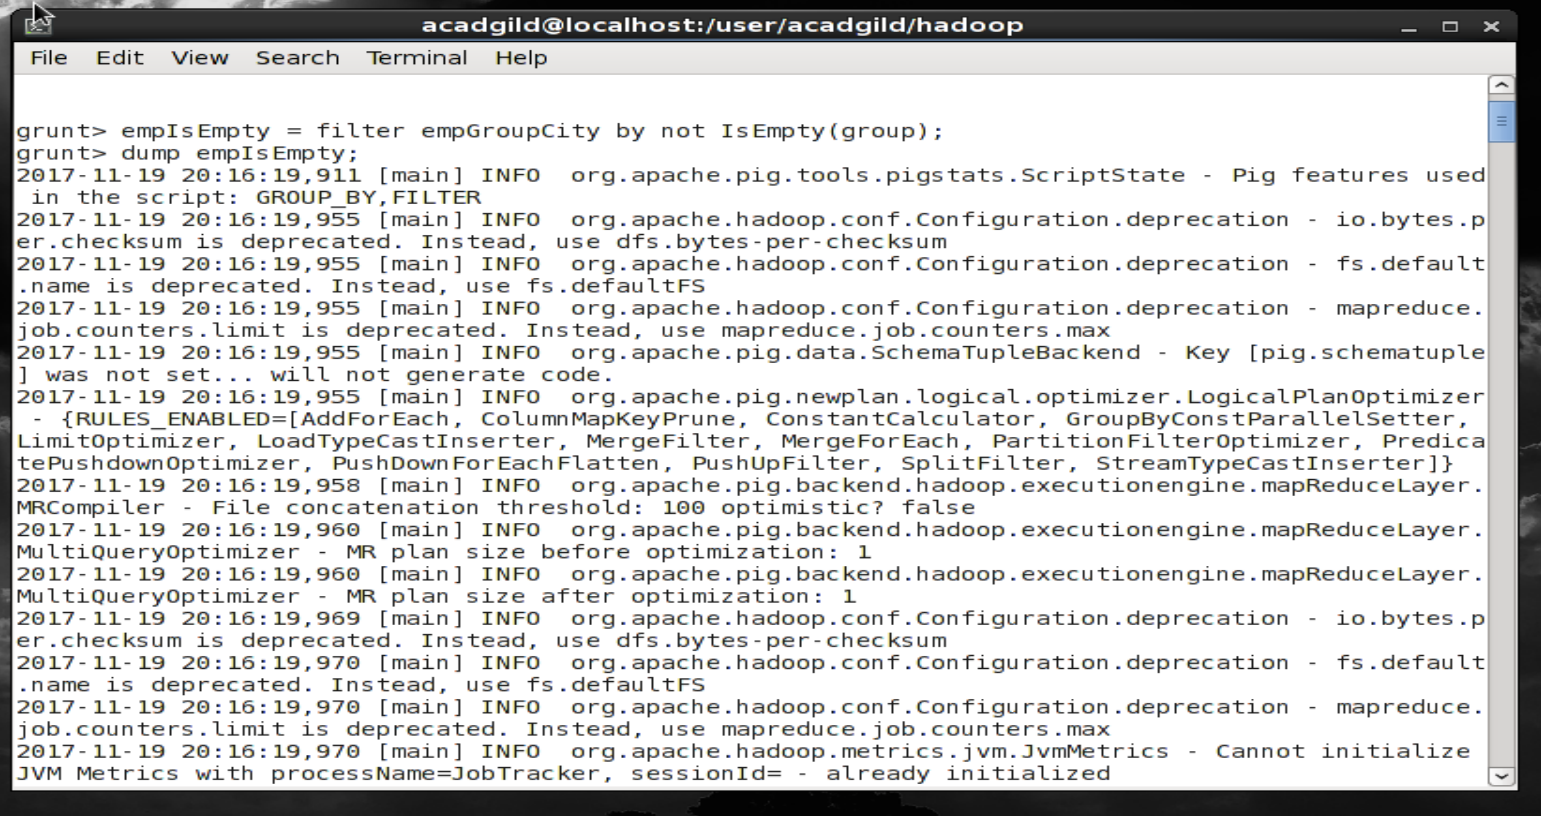 acadgild@localhost:/user/acadgild/hadoop
File Edit View Search Terminal Help
grunt> empIsEmpty = filter empGroupCity by not IsEmpty(group);
grunt> dump empIsEmpty;
2017-11-19 20:16:19,911 [main] INFO  org.apache.pig.tools.pigstats.ScriptState - Pig features used
 in the script: GROUP_BY,FILTER
2017-11-19 20:16:19,955 [main] INFO  org.apache.hadoop.conf.Configuration.deprecation - io.bytes.p
er.checksum is deprecated. Instead, use dfs.bytes-per-checksum
2017-11-19 20:16:19,955 [main] INFO  org.apache.hadoop.conf.Configuration.deprecation - fs.default
.name is deprecated. Instead, use fs.defaultFS
2017-11-19 20:16:19,955 [main] INFO  org.apache.hadoop.conf.Configuration.deprecation - mapreduce.
job.counters.limit is deprecated. Instead, use mapreduce.job.counters.max
2017-11-19 20:16:19,955 [main] INFO  org.apache.pig.data.SchemaTupleBackend - Key [pig.schematuple
] was not set... will not generate code.
2017-11-19 20:16:19,955 [main] INFO  org.apache.pig.newplan.logical.optimizer.LogicalPlanOptimizer
 - {RULES_ENABLED=[AddForEach, ColumnMapKeyPrune, ConstantCalculator, GroupByConstParallelSetter, 
LimitOptimizer, LoadTypeCastInserter, MergeFilter, MergeForEach, PartitionFilterOptimizer, Predica
tePushdownOptimizer, PushDownForEachFlatten, PushUpFilter, SplitFilter, StreamTypeCastInserter]}
2017-11-19 20:16:19,958 [main] INFO  org.apache.pig.backend.hadoop.executionengine.mapReduceLayer.
MRCompiler - File concatenation threshold: 100 optimistic? false
2017-11-19 20:16:19,960 [main] INFO  org.apache.pig.backend.hadoop.executionengine.mapReduceLayer.
MultiQueryOptimizer - MR plan size before optimization: 1
2017-11-19 20:16:19,960 [main] INFO  org.apache.pig.backend.hadoop.executionengine.mapReduceLayer.
MultiQueryOptimizer - MR plan size after optimization: 1
2017-11-19 20:16:19,969 [main] INFO  org.apache.hadoop.conf.Configuration.deprecation - io.bytes.p
er.checksum is deprecated. Instead, use dfs.bytes-per-checksum
2017-11-19 20:16:19,970 [main] INFO  org.apache.hadoop.conf.Configuration.deprecation - fs.default
.name is deprecated. Instead, use fs.defaultFS
2017-11-19 20:16:19,970 [main] INFO  org.apache.hadoop.conf.Configuration.deprecation - mapreduce.
job.counters.limit is deprecated. Instead, use mapreduce.job.counters.max
2017-11-19 20:16:19,970 [main] INFO  org.apache.hadoop.metrics.jvm.JvmMetrics - Cannot initialize
JVM Metrics with processName=JobTracker, sessionId= - already initialized